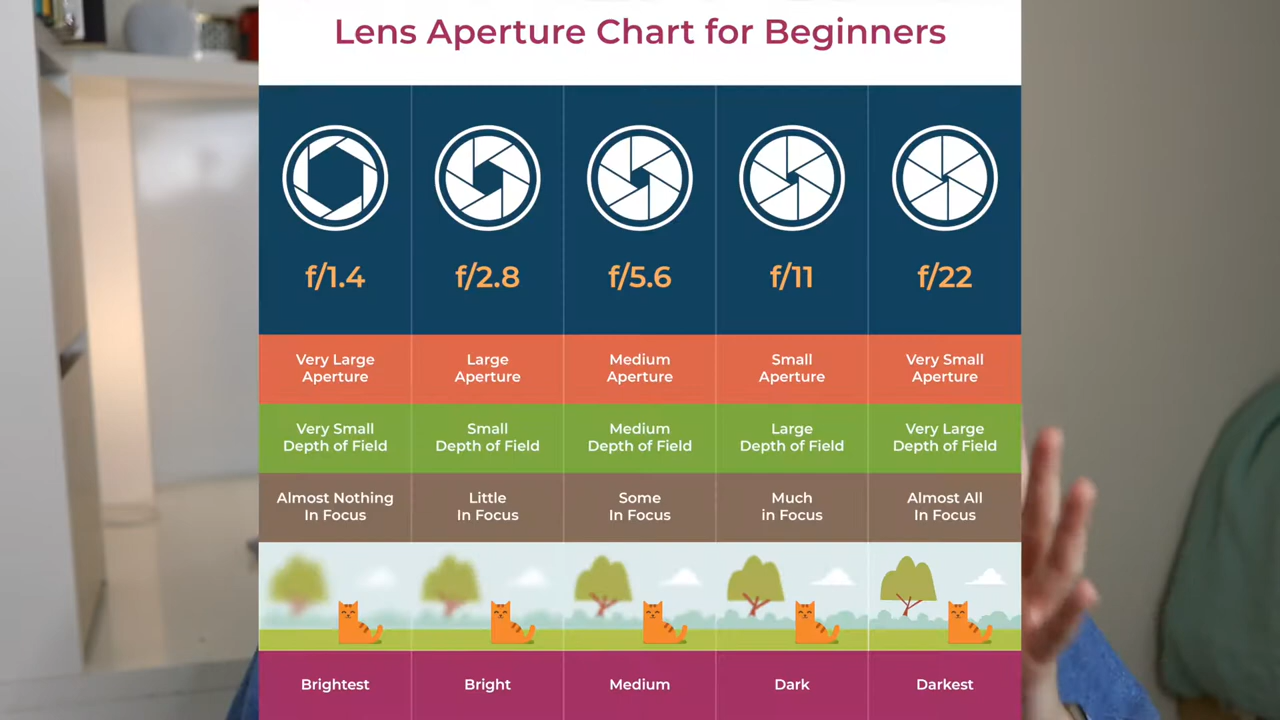 Lens Aperture Chart for Beginners
f/1.4
f/2.8
f/5.6
f/11
f/22
Very Large
Aperture
Large
Aperture
Medium
Aperture
Small
Aperture
Very Small
Aperture
Very Small
Depth of Field
Small
Depth of Field
Medium
Depth of Field
Large
Depth of Field
Very Large
Depth of Field
Almost Nothing
In Focus
Little
In Focus
Some
In Focus
Much
in Focus
Almost All
In Focus
Brightest
Bright
Medium
Dark
Darkest